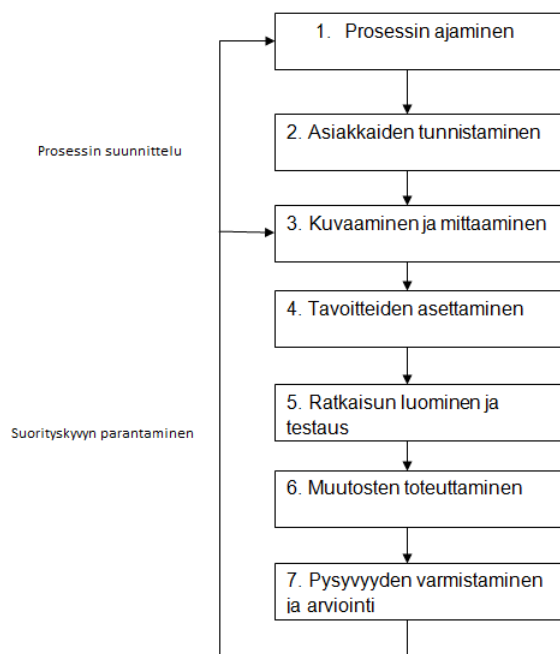 1. Prosessin ajaminen
2. Asiakkaiden tunnistaminen
Prosessin suunnittelu
3. Kuvaaminen ja mittaaminen
4. Tavoitteiden asettaminen
5. Ratkaisun luominen ja
testaus
Suorityskyvyn parantaminen
6. Muutosten toteuttaminen
7. Pysyvyyden varmistaminen
ja arviointi